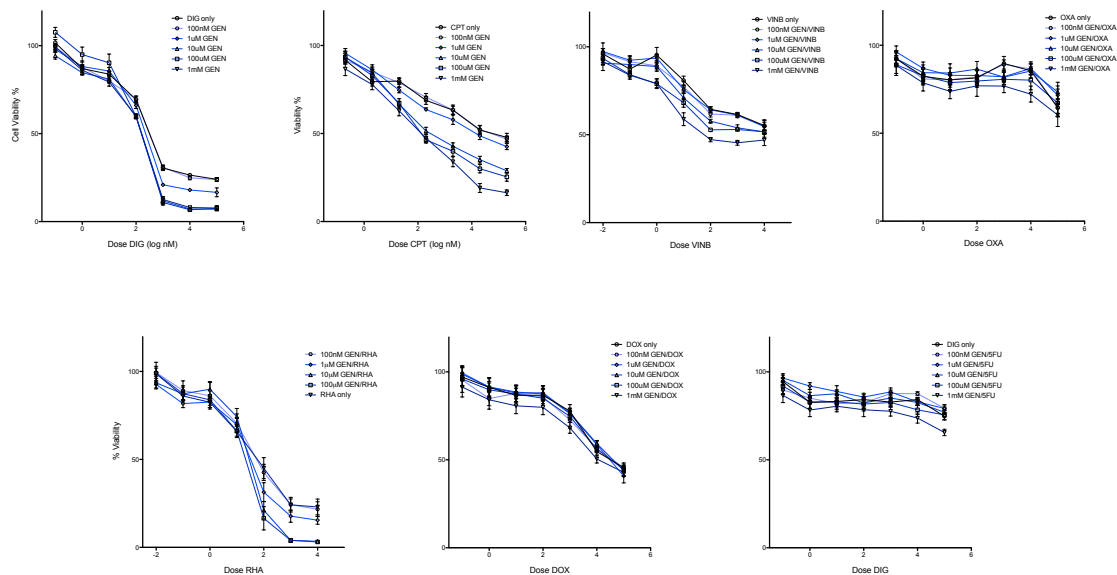 DIG only
100nM GEN
1uM GEN
10uM GEN
100uM GEN
1mM GEN
Cell Viability %
100
50
0
0 2 4 6
Dose DIG (log nM)
CPT only
100nM GEN
1uM GEN
10uM GEN
100uM GEN
1mM GEN
Viability %
100
50
0
0 2 4 6
Dose CPT (log nM)
VINB only
100nM GEN/VINB
1uM GEN/VINB
10uM GEN/VINB
100uM GEN/VINB
1mM GEN/VINB
100
50
0
-2 0 2 4
Dose VINB
OXA only
100nM GEN/OXA
1uM GEN/OXA
10uM GEN/OXA
100uM GEN/OXA
1mM GEN/OXA
100
50
0
0 2 4 6
Dose OXA
100nM GEN/RHA
1µM GEN/RHA
10µM GEN/RHA
100µM GEN/RHA
RHA only
% Viability
100
50
0
-2 0 2 4
Dose RHA
DOX only
100nM GEN/DOX
1uM GEN/DOX
10uM GEN/DOX
100uM GEN/DOX
1mM GEN/DOX
100
50
0
0 2 4 6
Dose DOX
DIG only
100nM GEN/5FU
1uM GEN/5FU
10uM GEN/5FU
100uM GEN/5FU
1mM GEN/5FU
100
50
0
0 2 4 6
Dose DIG